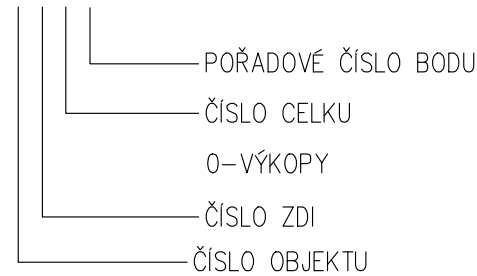 POŘADOVÉ ČÍSLO BODU
ČÍSLO CELKU
0-VÝKOPY
ČÍSLO ZDI
ČÍSLO OBJEKTU